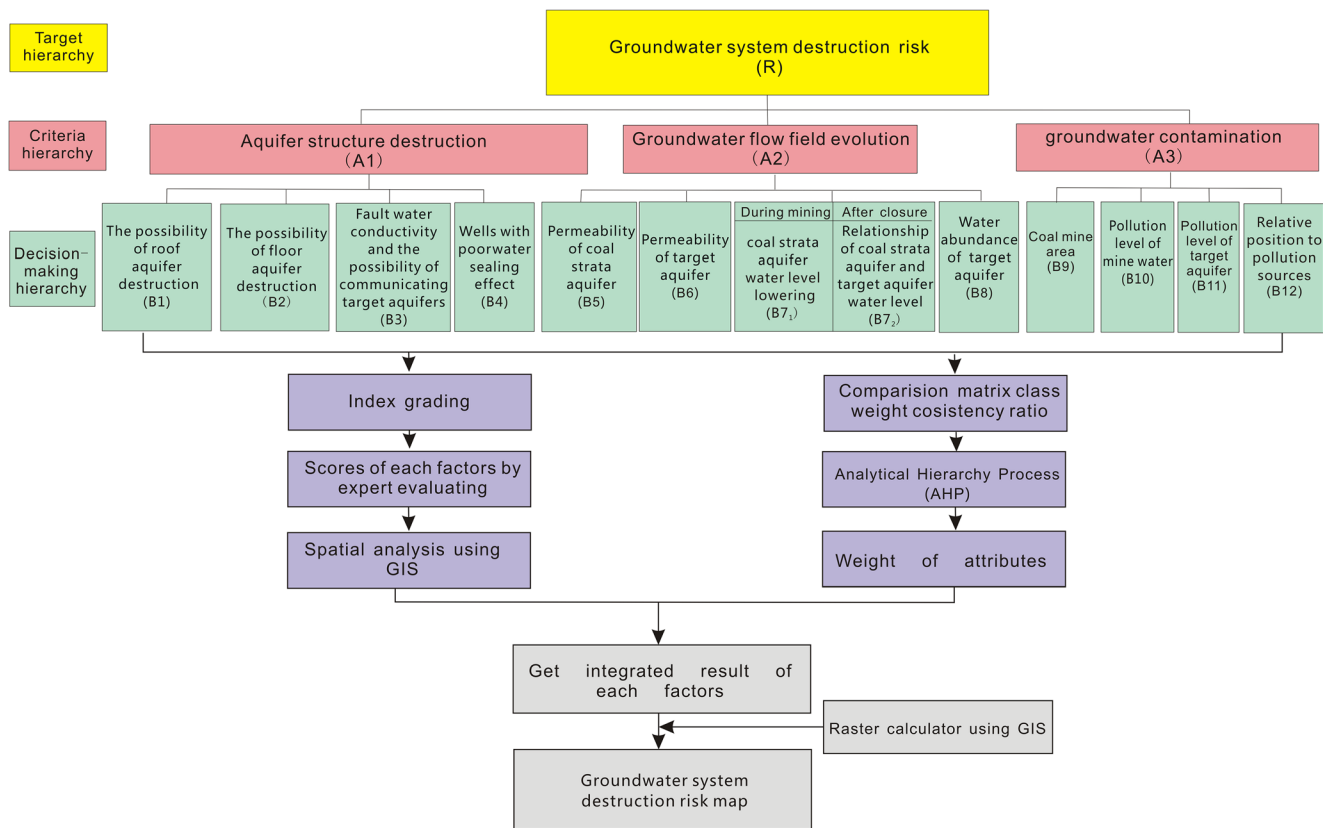 Target
hierarchy
Groundwater system destruction risk
(R)
Criteria
hierarchy
Aquifer structure destruction
(A1)
Groundwater flow field evolution
(A2)
groundwater contamination
(A3)
Decision-
making
hierarchy
The possibility
of roof
aquifer
destruction
(B1)
The possibility
of floor
aquifer
destruction
(B2)
Fault water
conductivity
and the
possibility of
communicating
target aquifers
(B3)
Wells with
poorwater
sealing
effect
(B4)
Permeability
of coal
strata
aquifer
(B5)
Permeability
of target
aquifer
(B6)
During mining
coal strata
aquifer
water level
lowering
(B7₁)
After closure
Relationship
of coal strata
aquifer and
target aquifer
water level
(B7₂)
Water
abundance
of target
aquifer
(B8)
Coal mine
area
(B9)
Pollution
level of
mine water
(B10)
Pollution
level of
target
aquifer
(B11)
Relative
position to
pollution
sources
(B12)
Index grading
Comparision matrix class
weight cosistency ratio
Scores of each factors by
expert evaluating
Analytical Hierarchy Process
(AHP)
Spatial analysis using
GIS
Weight of attributes
Get integrated result of
each factors
Raster calculator using GIS
Groundwater system
destruction risk map